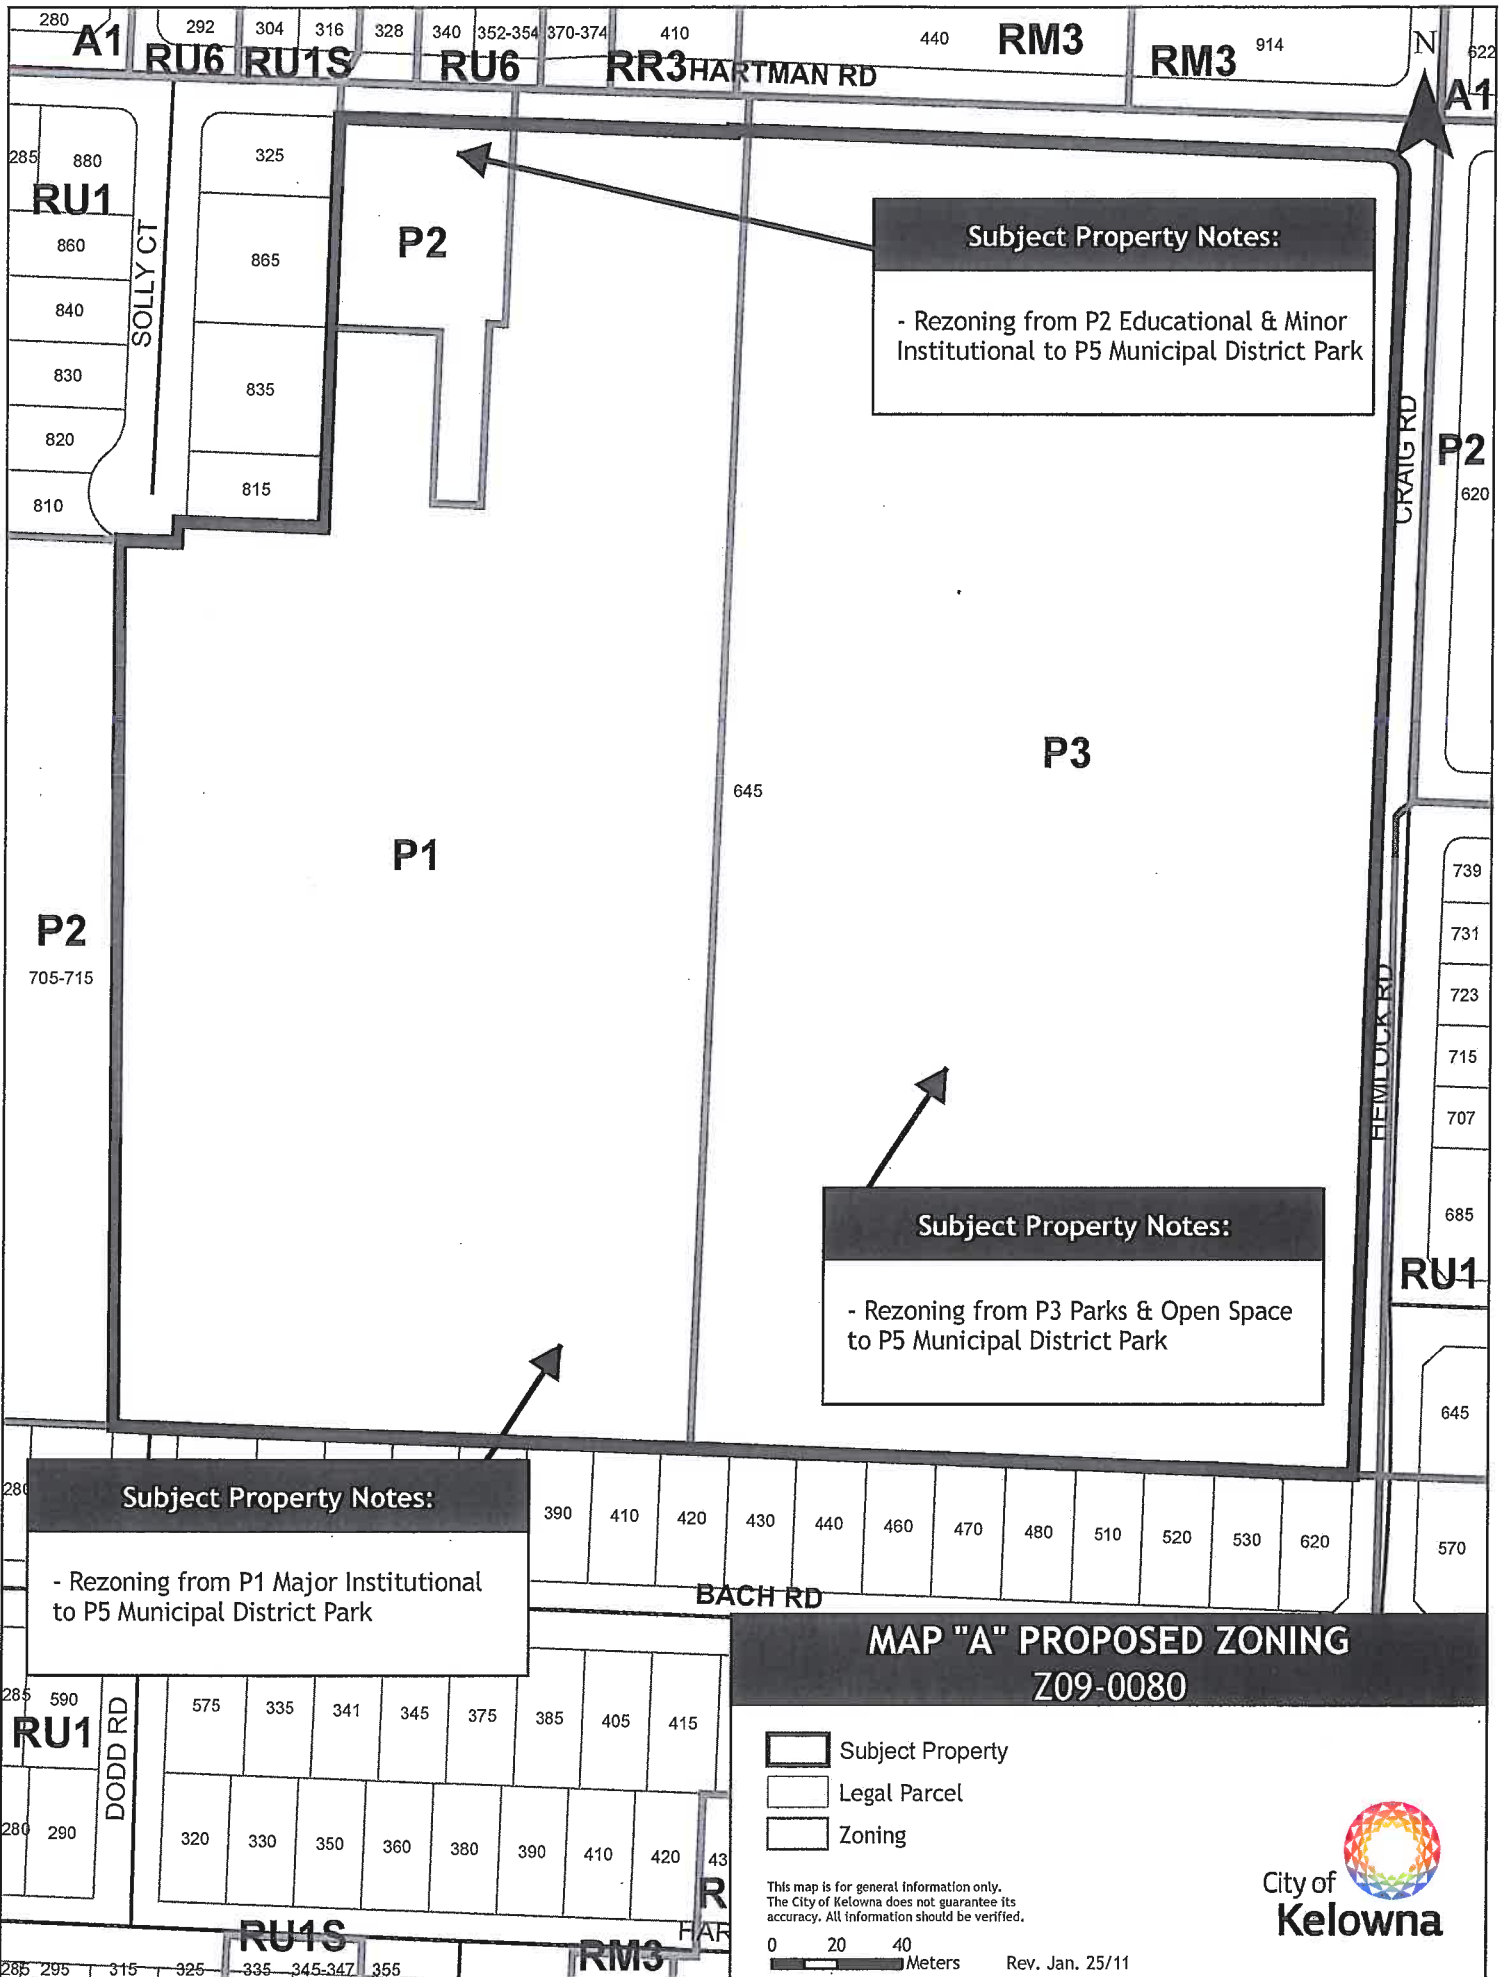 280
292
304
316
328
340
352-354
370-374
410
440
914
622
A1
RU6
RU1S
RU6
RR3
HARTMAN RD
RM3
RM3
N
A1
285
880
RU1
860
840
830
820
810
SOLLY CT
325
865
835
815
P2
Subject Property Notes:
- Rezoning from P2 Educational & Minor
Institutional to P5 Municipal District Park
CRAIG RD
P2
620
P3
645
P1
P2
705-715
739
731
723
715
707
685
HEMLOCK RD
RU1
Subject Property Notes:
- Rezoning from P3 Parks & Open Space
to P5 Municipal District Park
645
570
280
Subject Property Notes:
- Rezoning from P1 Major Institutional
to P5 Municipal District Park
390
410
420
430
440
460
470
480
510
520
530
620
BACH RD
285
590
RU1
DODD RD
575
335
341
345
375
385
405
415
280
290
320
330
350
360
380
390
410
420
43
R
HAR
RU1S
RM3
285
295
315
325
335
345-347
355
MAP "A" PROPOSED ZONING
Z09-0080
Subject Property
Legal Parcel
Zoning
This map is for general information only.
The City of Kelowna does not guarantee its
accuracy. All information should be verified.
0 20 40
Meters
Rev. Jan. 25/11
City of
Kelowna